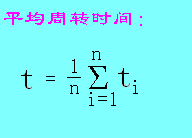 平均周转时间：
t = 1/n ∑_{i=1}^{n} t_i